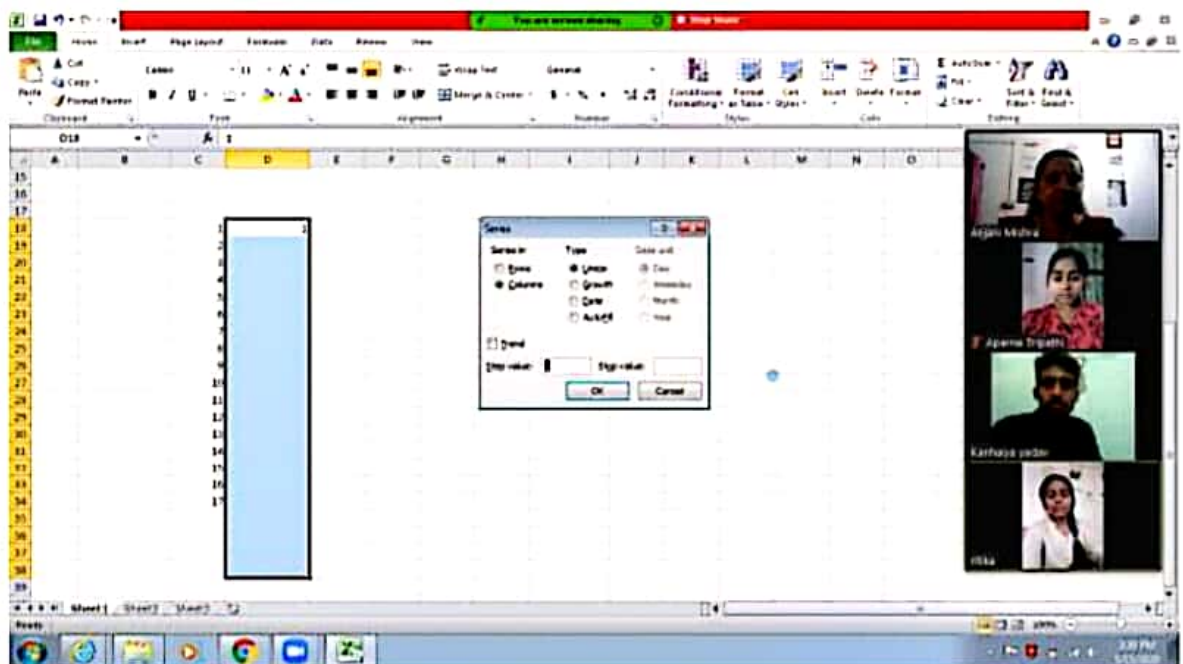 You are screen sharing Stop Share
File Home Insert Page Layout Formulas Data Review View
Cut
Copy
Format Painter
Paste
Clipboard
Calibri 11
Font
Wrap Text
Merge & Center
Alignment
General
Number
Conditional Formatting
Format as Table
Cell Styles
Styles
Insert Delete Format
Cells
AutoSum
Fill
Clear
Sort & Filter
Find & Select
Editing
D18 fx 1
A B C D E F G H I J K L M N O
15
16
17
18 1 1
19 2
20 3
21 4
22 5
23 6
24 7
25 8
26 9
27 10
28 11
29 12
30 13
31 14
32 15
33 16
34 17
35
36
37
38
39
Series
Series in
Rows
Columns
Type
Linear
Growth
Date
AutoFill
Date unit
Day
Weekday
Month
Year
Trend
Step value: Stop value:
OK Cancel
Anjani Mishra
Aparna Tripathi
Kanhaiya yadav
ritika
Sheet1 Sheet2 Sheet3
Ready
100%